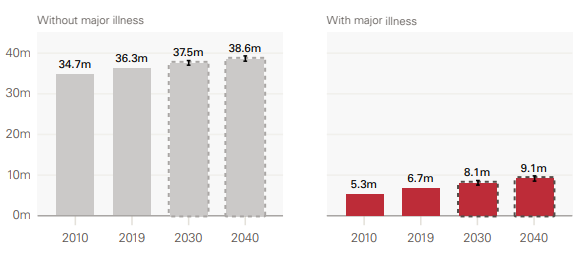 Without major illness
With major illness
40m
30m
20m
10m
0m
34.7m
36.3m
37.5m
38.6m
5.3m
6.7m
8.1m
9.1m
2010
2019
2030
2040
2010
2019
2030
2040